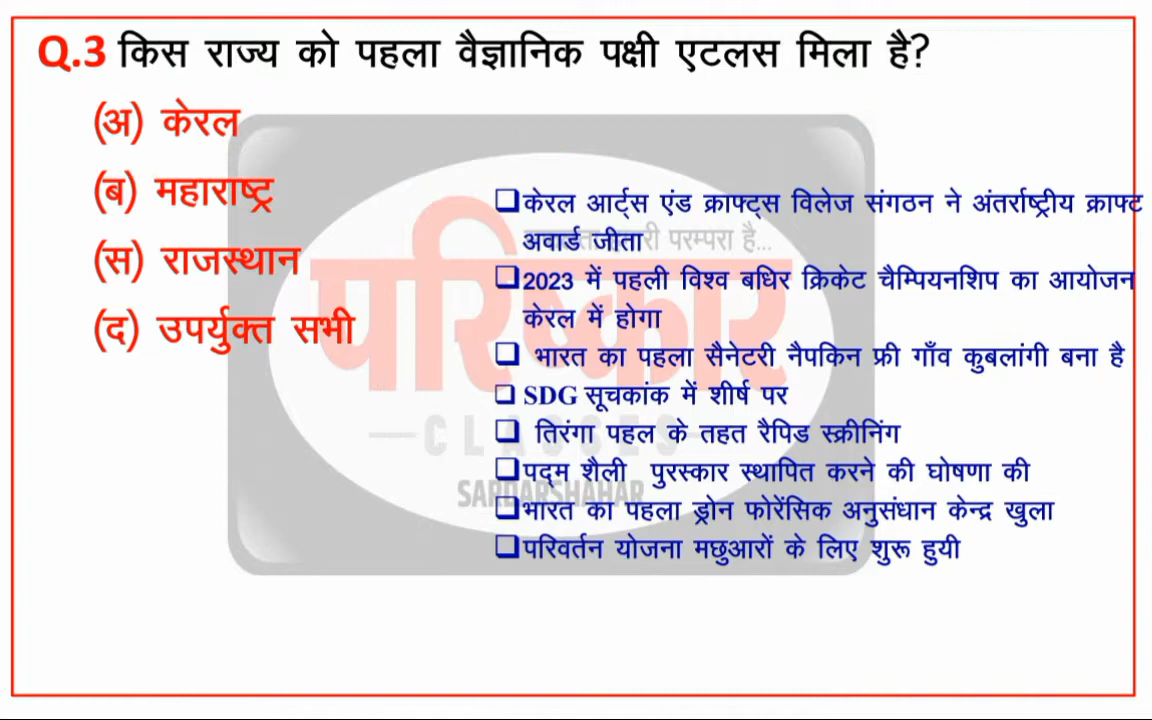 Q.3 किस राज्य को पहला वैज्ञानिक पक्षी एटलस मिला है?
(अ) केरल
(ब) महाराष्ट्र
(स) राजस्थान
(द) उपर्युक्त सभी
केरल आर्ट्स एंड क्राफ्ट्स विलेज संगठन ने अंतर्राष्ट्रीय क्राफ्ट
अवार्ड जीता
2023 में पहली विश्व बधिर क्रिकेट चैम्पियनशिप का आयोजन
केरल में होगा
भारत का पहला सैनेटरी नैपकिन फ्री गाँव कुबलांगी बना है
SDG सूचकांक में शीर्ष पर
तिरंगा पहल के तहत रैपिड स्क्रीनिंग
पद्म शैली पुरस्कार स्थापित करने की घोषणा की
भारत का पहला ड्रोन फोरेंसिक अनुसंधान केन्द्र खुला
परिवर्तन योजना मछुआरों के लिए शुरू हुयी
परम्परा है...
परिष्कार
CLASSES
SARDARSHAHAR